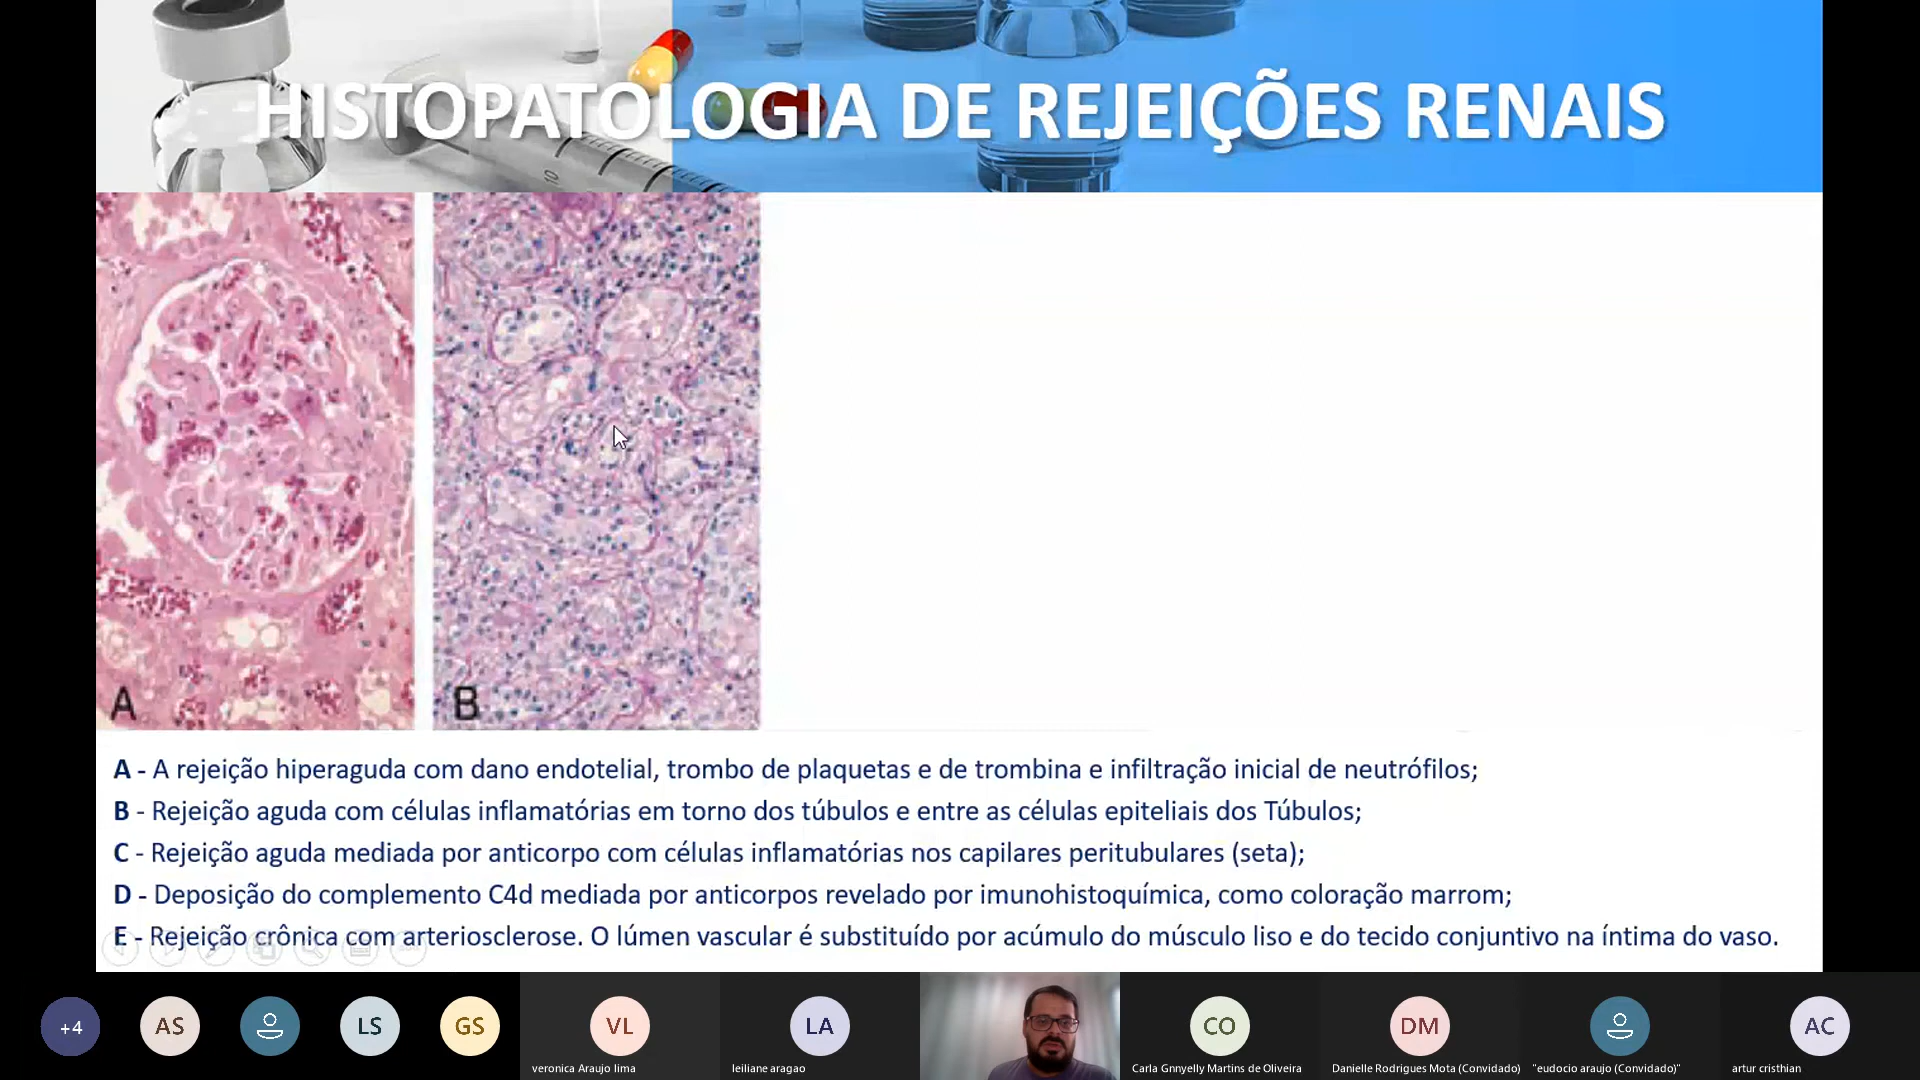 HISTOPATOLOGIA DE REJEIÇÕES RENAIS
A
B
A - A rejeição hiperaguda com dano endotelial, trombo de plaquetas e de trombina e infiltração inicial de neutrófilos;
B - Rejeição aguda com células inflamatórias em torno dos túbulos e entre as células epiteliais dos Túbulos;
C - Rejeição aguda mediada por anticorpo com células inflamatórias nos capilares peritubulares (seta);
D - Deposição do complemento C4d mediada por anticorpos revelado por imunohistoquímica, como coloração marrom;
E - Rejeição crônica com arteriosclerose. O lúmen vascular é substituído por acúmulo do músculo liso e do tecido conjuntivo na íntima do vaso.
+4
AS
LS
GS
VL
LA
CO
DM
AC
veronica Araujo lima
leiliane aragao
Carla Gnnyelly Martins de Oliveira
Danielle Rodrigues Mota (Convidado)
"eudocio araujo (Convidado)"
artur cristhian